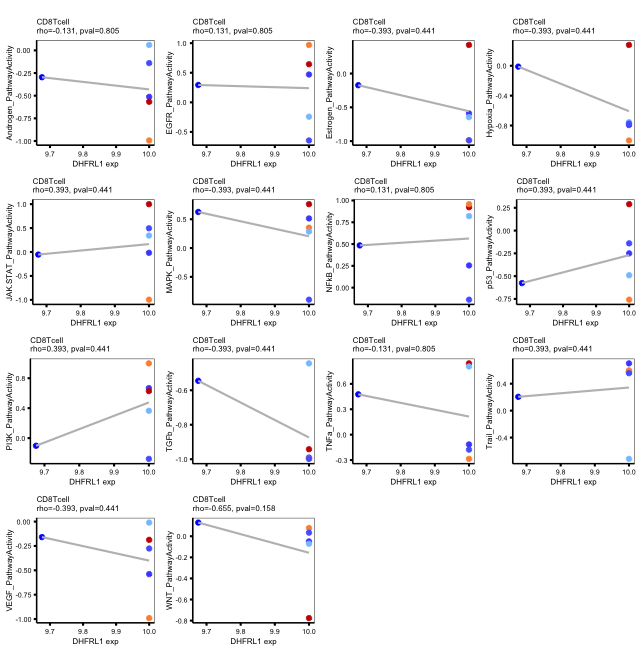 CD8Tcell
rho=-0.131, pval=0.805
Androgen_PathwayActivity
0.00
-0.25
-0.50
-0.75
-1.00
9.7 9.8 9.9 10.0
DHFRL1 exp
CD8Tcell
rho=0.131, pval=0.805
EGFR_PathwayActivity
1.0
0.5
0.0
-0.5
9.7 9.8 9.9 10.0
DHFRL1 exp
CD8Tcell
rho=-0.393, pval=0.441
Estrogen_PathwayActivity
0.0
-0.5
-1.0
9.7 9.8 9.9 10.0
DHFRL1 exp
CD8Tcell
rho=-0.393, pval=0.441
Hypoxia_PathwayActivity
0.0
-0.4
-0.8
9.7 9.8 9.9 10.0
DHFRL1 exp
CD8Tcell
rho=0.393, pval=0.441
JAK.STAT_PathwayActivity
1.0
0.5
0.0
-0.5
-1.0
9.7 9.8 9.9 10.0
DHFRL1 exp
CD8Tcell
rho=-0.393, pval=0.441
MAPK_PathwayActivity
0.5
0.0
-0.5
9.7 9.8 9.9 10.0
DHFRL1 exp
CD8Tcell
rho=0.131, pval=0.805
NFkB_PathwayActivity
1.00
0.75
0.50
0.25
0.00
9.7 9.8 9.9 10.0
DHFRL1 exp
CD8Tcell
rho=0.393, pval=0.441
p53_PathwayActivity
0.25
0.00
-0.25
-0.50
-0.75
9.7 9.8 9.9 10.0
DHFRL1 exp
CD8Tcell
rho=0.393, pval=0.441
PI3K_PathwayActivity
0.8
0.4
0.0
9.7 9.8 9.9 10.0
DHFRL1 exp
CD8Tcell
rho=-0.393, pval=0.441
TGFb_PathwayActivity
-0.6
-0.8
-1.0
9.7 9.8 9.9 10.0
DHFRL1 exp
CD8Tcell
rho=-0.131, pval=0.805
TNFa_PathwayActivity
0.6
0.3
0.0
-0.3
9.7 9.8 9.9 10.0
DHFRL1 exp
CD8Tcell
rho=0.393, pval=0.441
Trail_PathwayActivity
0.4
0.0
-0.4
9.7 9.8 9.9 10.0
DHFRL1 exp
CD8Tcell
rho=-0.393, pval=0.441
VEGF_PathwayActivity
0.00
-0.25
-0.50
-0.75
-1.00
9.7 9.8 9.9 10.0
DHFRL1 exp
CD8Tcell
rho=-0.655, pval=0.158
WNT_PathwayActivity
0.0
-0.2
-0.4
-0.6
-0.8
9.7 9.8 9.9 10.0
DHFRL1 exp